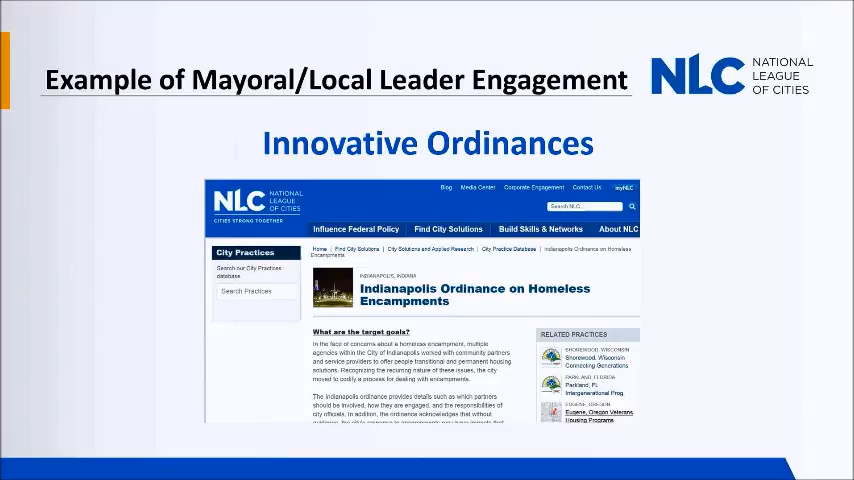 Example of Mayoral/Local Leader Engagement
NLC NATIONAL
LEAGUE
OF CITIES
Innovative Ordinances
Blog Media Center Corporate Engagement Contact Us myNLC
NLC NATIONAL
LEAGUE
OF CITIES
CITIES STRONG TOGETHER
Search NLC...
Influence Federal Policy Find City Solutions Build Skills & Networks About NLC
City Practices
Search our City Practices
database.
Search Practices
Home | Find City Solutions | City Solutions and Applied Research | City Practice Database | Indianapolis Ordinance on Homeless
Encampments
INDIANAPOLIS, INDIANA
Indianapolis Ordinance on Homeless
Encampments
What are the target goals?
In the face of concerns about a homeless encampment, multiple
agencies within the City of Indianapolis worked with community partners
and service providers to offer people transitional and permanent housing
solutions. Recognizing the recurring nature of these issues, the city
moved to codify a process for dealing with encampments.
The Indianapolis ordinance provides details such as which partners
should be involved, how they are engaged, and the responsibilities of
city officials. In addition, the ordinance acknowledges that without
RELATED PRACTICES
SHOREWOOD, WISCONSIN
Shorewood, Wisconsin
Connecting Generations
PARKLAND, FLORIDA
Parkland, FL
Intergenerational Prog.
EUGENE, OREGON
Eugene, Oregon Veterans
Housing Programs